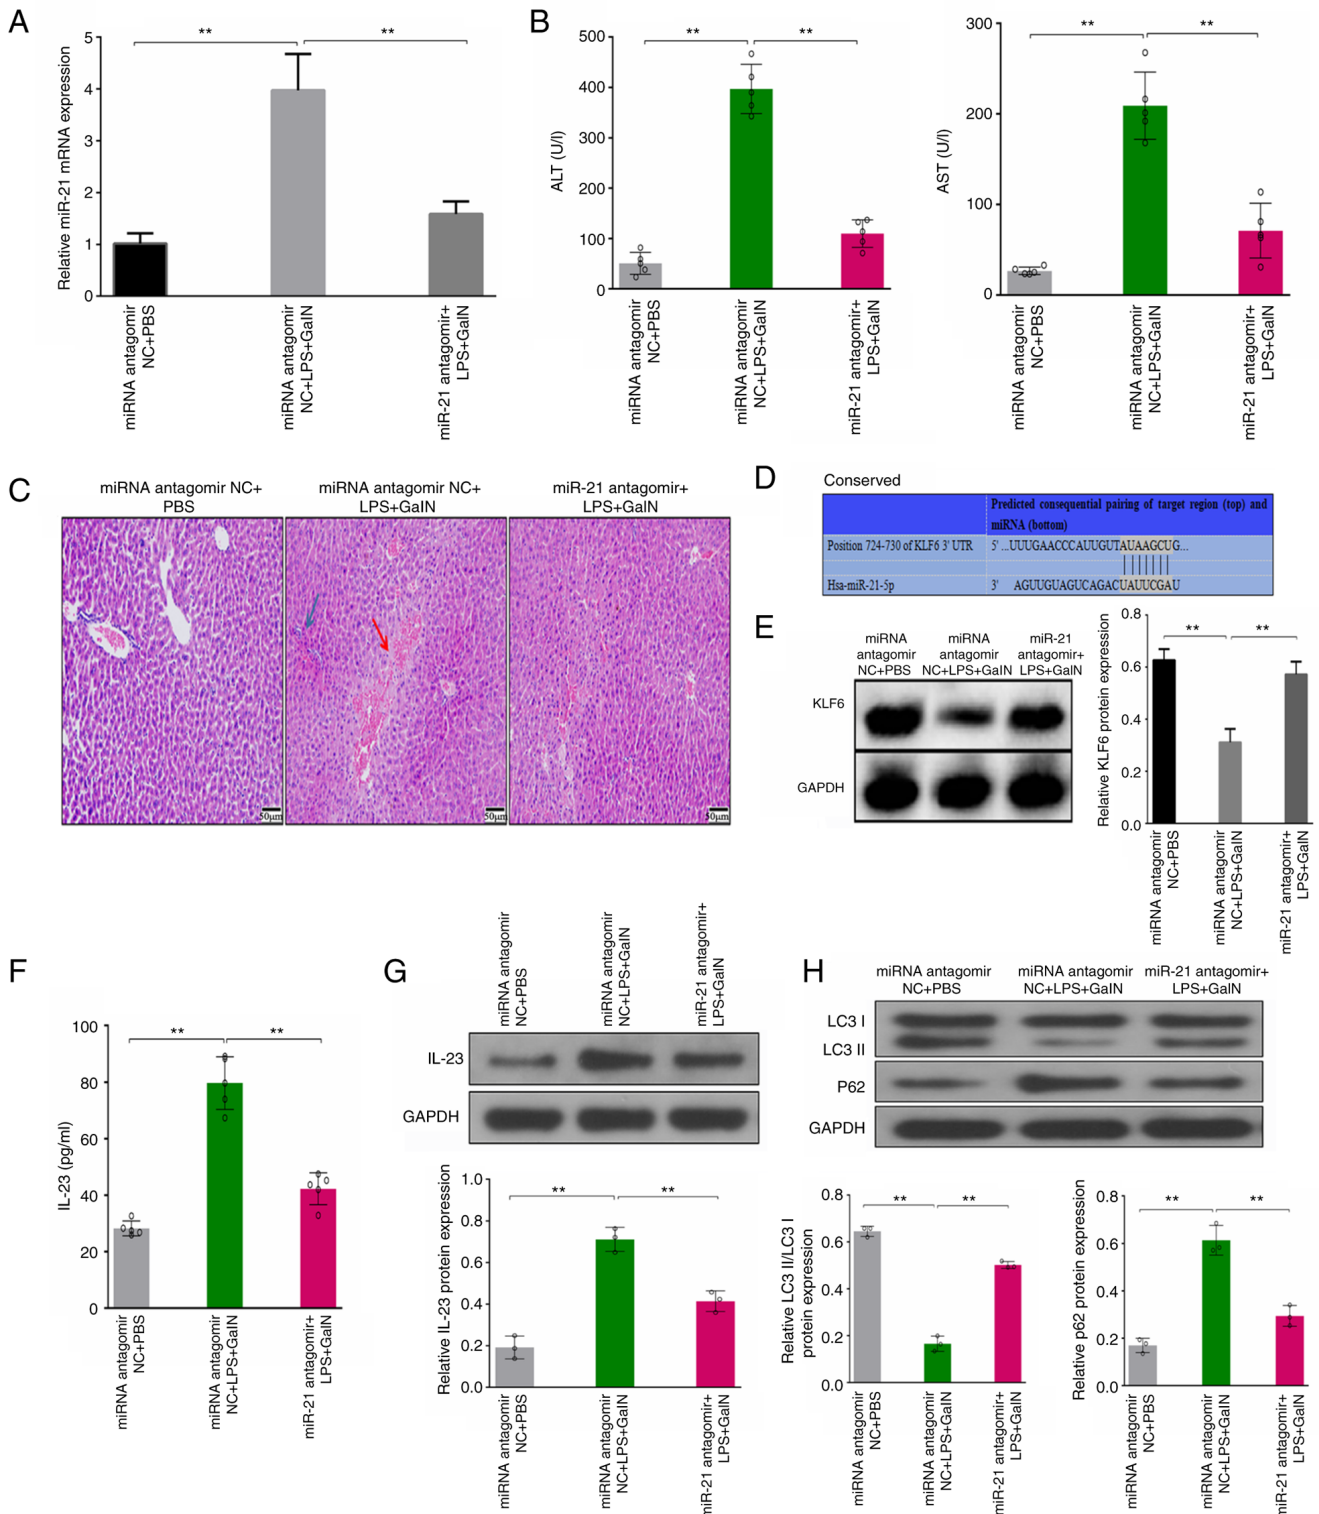 A
Relative miR-21 mRNA expression
5
4
3
2
1
0
**
**
miRNA antagomir
NC+PBS
miRNA antagomir
NC+LPS+GalN
miR-21 antagomir+
LPS+GalN
B
ALT (U/l)
500
400
300
200
100
0
**
**
miRNA antagomir
NC+PBS
miRNA antagomir
NC+LPS+GalN
miR-21 antagomir+
LPS+GalN
AST (U/l)
300
200
100
0
**
**
miRNA antagomir
NC+PBS
miRNA antagomir
NC+LPS+GalN
miR-21 antagomir+
LPS+GalN
C
miRNA antagomir NC+
PBS
miRNA antagomir NC+
LPS+GalN
miR-21 antagomir+
LPS+GalN
50μm
50μm
50μm
D
Conserved
Predicted consequential pairing of target region (top) and
miRNA (bottom)
Position 724-730 of KLF6 3' UTR
5' ...UUUGAACCCAUUGUTAUAAGCUG...
Hsa-miR-21-5p
3' AGUUGUAGUCAGACUAUUCGAU
E
miRNA
antagomir
NC+PBS
miRNA
antagomir
NC+LPS+GalN
miR-21
antagomir+
LPS+GalN
KLF6
GAPDH
Relative KLF6 protein expression
0.8
0.6
0.4
0.2
0.0
**
**
miRNA antagomir
NC+PBS
miRNA antagomir
NC+LPS+GalN
miR-21 antagomir+
LPS+GalN
F
IL-23 (pg/ml)
100
80
60
40
20
0
**
**
miRNA antagomir
NC+PBS
miRNA antagomir
NC+LPS+GalN
miR-21 antagomir+
LPS+GalN
G
miRNA antagomir
NC+PBS
miRNA antagomir
NC+LPS+GalN
miR-21 antagomir+
LPS+GalN
IL-23
GAPDH
Relative IL-23 protein expression
1.0
0.8
0.6
0.4
0.2
0.0
**
**
miRNA antagomir
NC+PBS
miRNA antagomir
NC+LPS+GalN
miR-21 antagomir+
LPS+GalN
H
miRNA antagomir
NC+PBS
miRNA antagomir
NC+LPS+GalN
miR-21 antagomir+
LPS+GalN
LC3 I
LC3 II
P62
GAPDH
Relative LC3 II/LC3 I
protein expression
0.8
0.6
0.4
0.2
0.0
**
**
miRNA antagomir
NC+PBS
miRNA antagomir
NC+LPS+GalN
miR-21 antagomir+
LPS+GalN
Relative p62 protein expression
0.8
0.6
0.4
0.2
0.0
**
**
miRNA antagomir
NC+PBS
miRNA antagomir
NC+LPS+GalN
miR-21 antagomir+
LPS+GalN